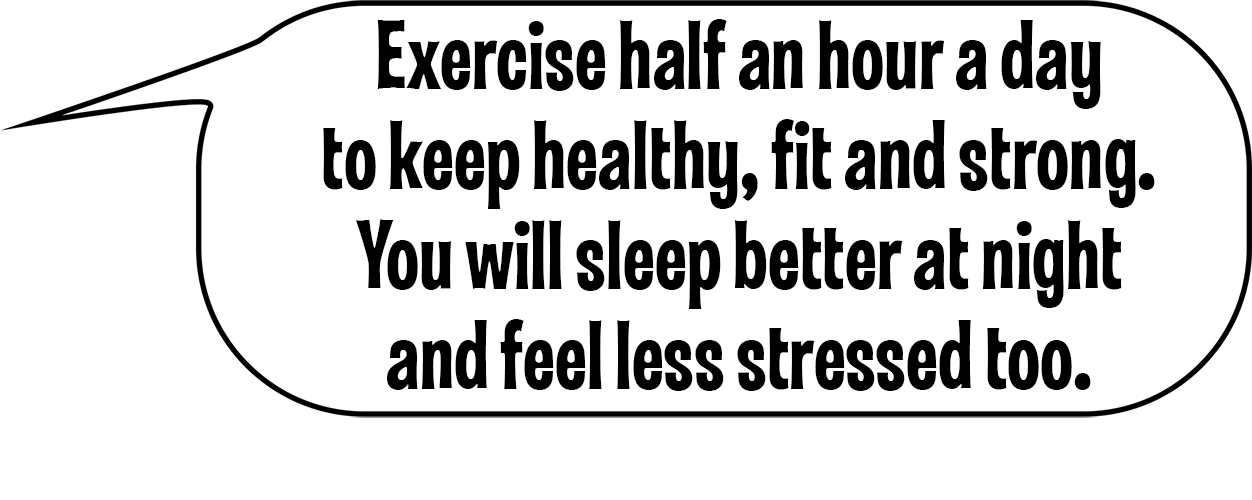 Exercise half an hour a day
to keep healthy, fit and strong.
You will sleep better at night
and feel less stressed too.